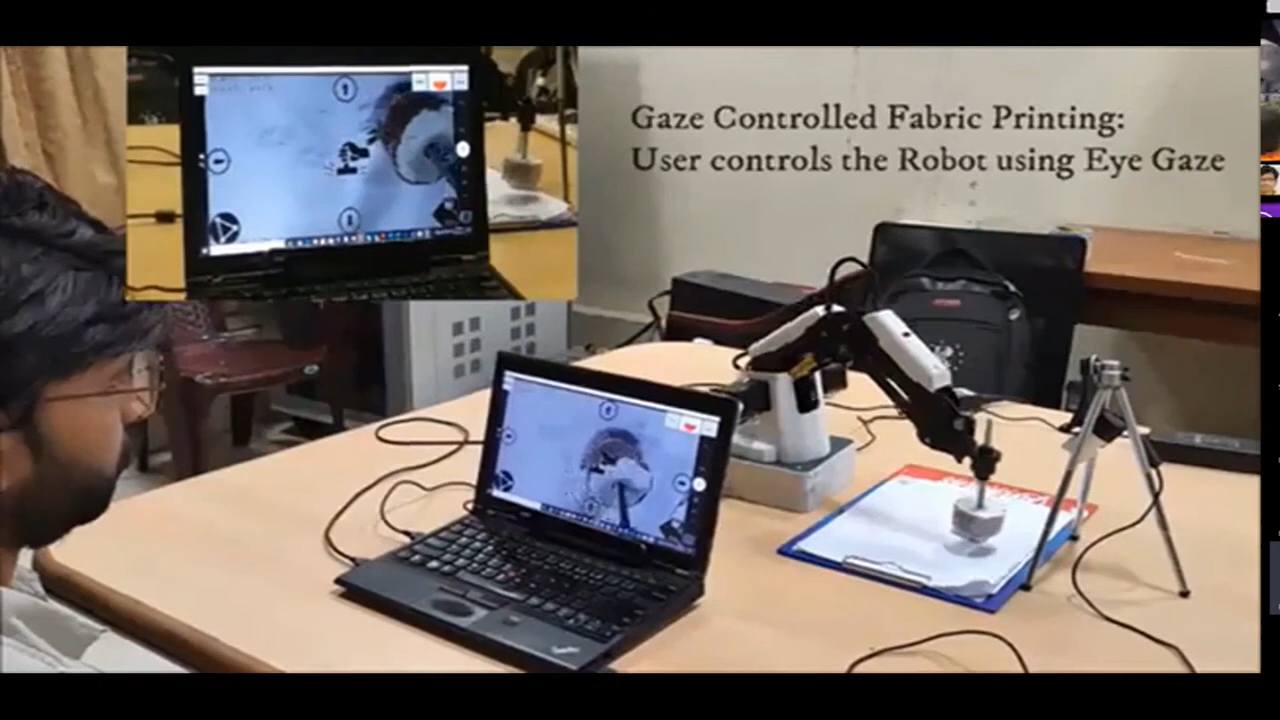 Gaze Controlled Fabric Printing:
User controls the Robot using Eye Gaze